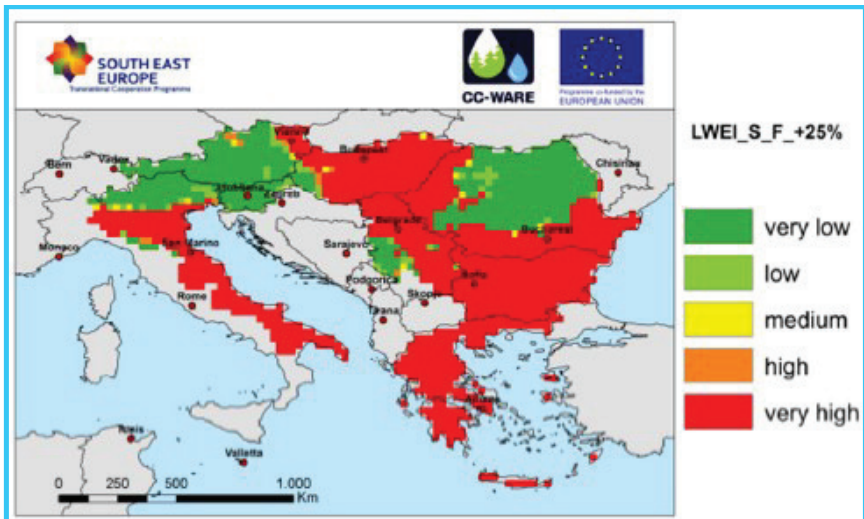 SOUTH EAST
EUROPE
Transnational Cooperation Programme
CC-WARE
Programme co-funded by the
EUROPEAN UNION
LWEI_S_F_+25%
very low
low
medium
high
very high
Bern
Vaduz
Vienna
Budapest
Chisinau
Ljubljana
Zagreb
Monaco
San Marino
Belgrade
Bucharest
Sarajevo
Podgorica
Sofia
Skopje
Rome
Tirana
Athens
Tunis
Valletta
0 250 500 1.000
Km